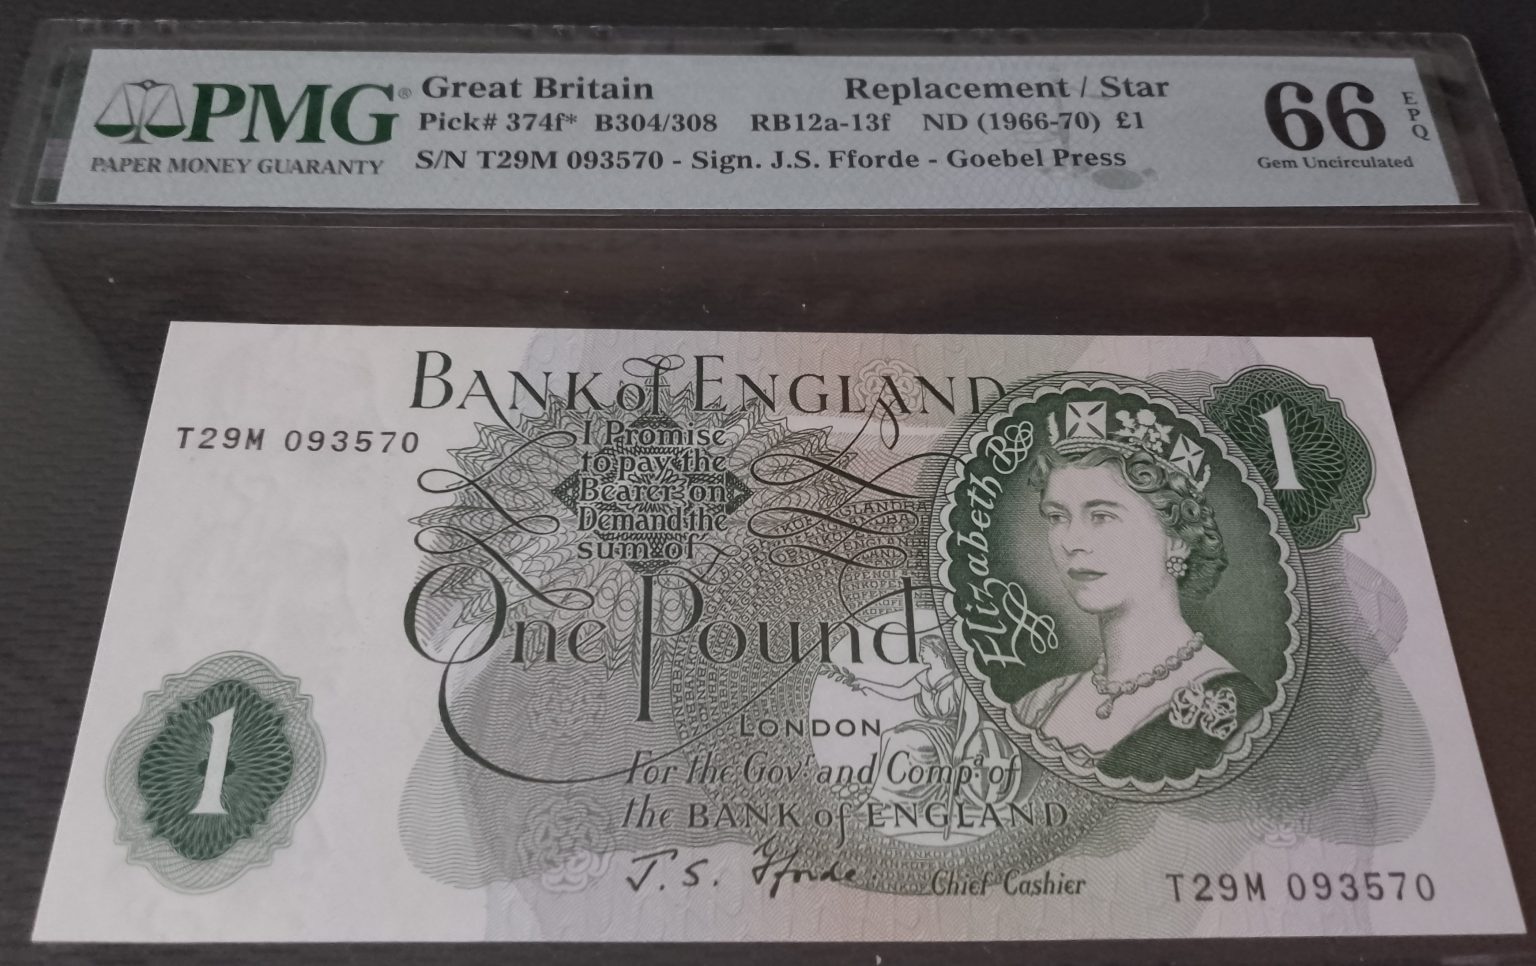 PMG® Great Britain Replacement / Star 66 EPQ
Pick# 374f* B304/308 RB12a-13f ND (1966-70) £1
PAPER MONEY GUARANTY S/N T29M 093570 - Sign. J.S. Fforde - Goebel Press Gem Uncirculated
BANK of ENGLAND
T29M 093570
I Promise
to pay the
Bearer on
Demand the
sum of
One Pound
Elizabeth R
1
1
LONDON
For the Govr. and Compa. of
the BANK of ENGLAND
J. S. Fforde.
Chief Cashier
T29M 093570